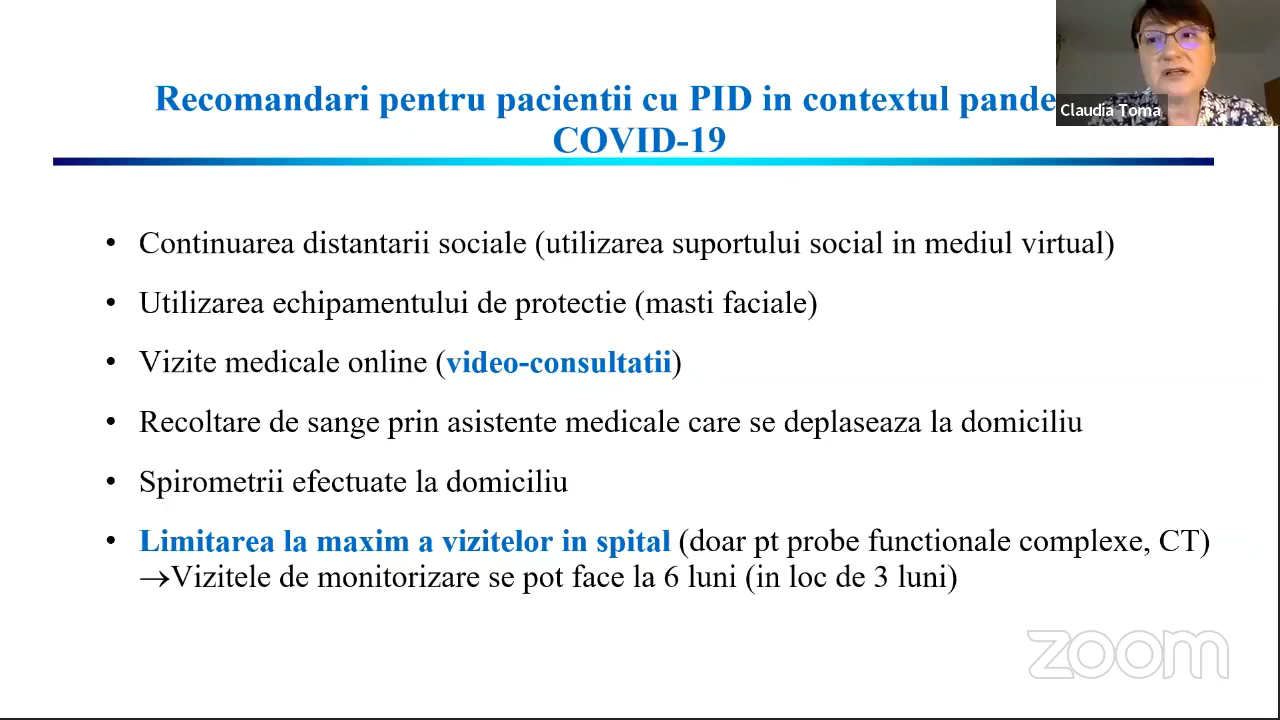 Recomandari pentru pacientii cu PID in contextul pande
COVID-19
Claudia Toma
• Continuarea distantarii sociale (utilizarea suportului social in mediul virtual)
• Utilizarea echipamentului de protectie (masti faciale)
• Vizite medicale online (video-consultatii)
• Recoltare de sange prin asistente medicale care se deplaseaza la domiciliu
• Spirometrii efectuate la domiciliu
• Limitarea la maxim a vizitelor in spital (doar pt probe functionale complexe, CT)
→Vizitele de monitorizare se pot face la 6 luni (in loc de 3 luni)
zoom